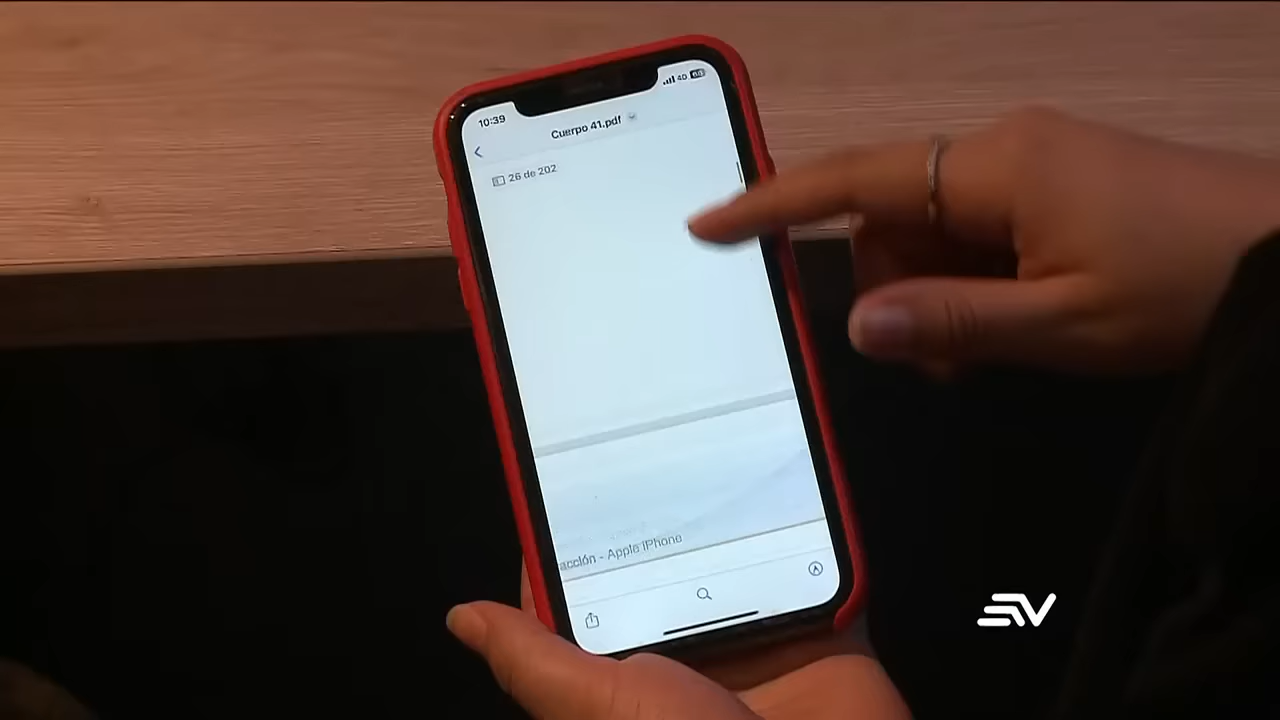 10:39
4G
Cuerpo 41.pdf
26 de 202
acción - Apple iPhone